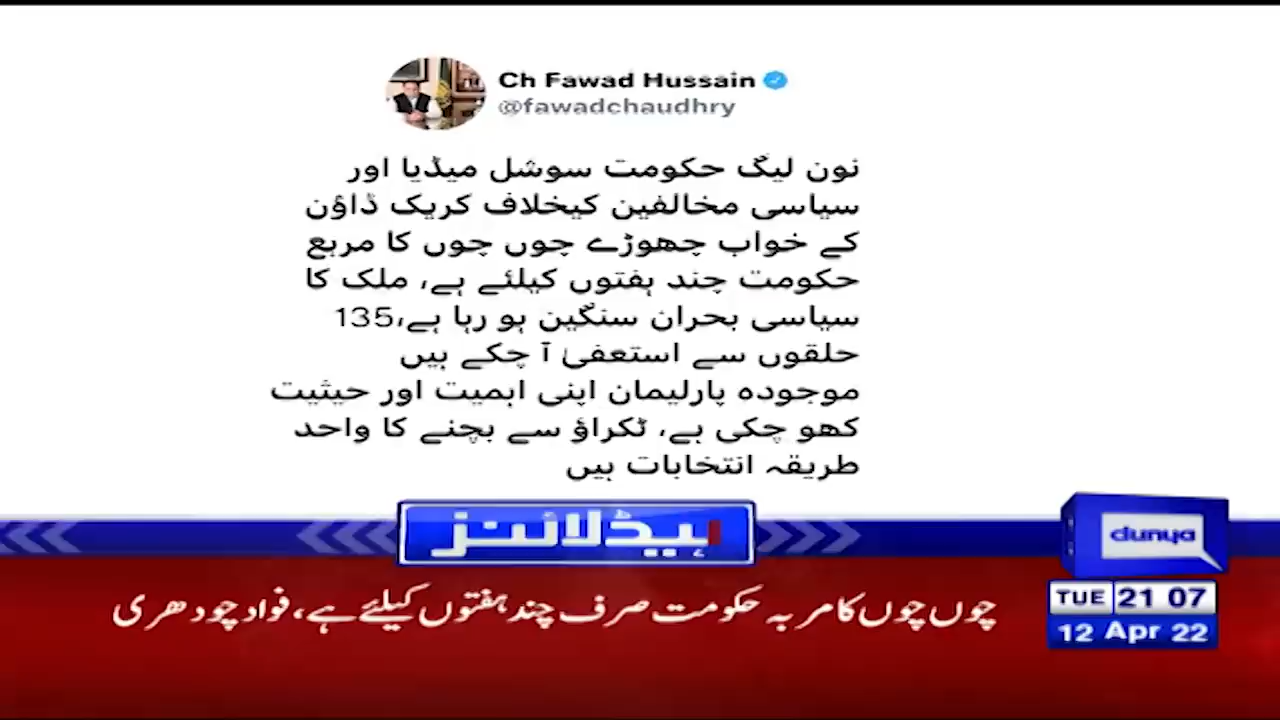 Ch Fawad Hussain
@fawadchaudhry
نون لیگ حکومت سوشل میڈیا اور
سیاسی مخالفین کیخلاف کریک ڈاؤن
کے خواب چھوڑے چوں چوں کا مربع
حکومت چند ہفتوں کیلئے ہے، ملک کا
سیاسی بحران سنگین ہو رہا ہے،135
حلقوں سے استعفیٰ آ چکے ہیں
موجودہ پارلیمان اپنی اہمیت اور حیثیت
کھو چکی ہے، ٹکراؤ سے بچنے کا واحد
طریقہ انتخابات ہیں
ہیڈلائنز
dunya
چوں چوں کا مربہ حکومت صرف چند ہفتوں کیلئے ہے، فواد چودھری
TUE 21 07
12 Apr 22